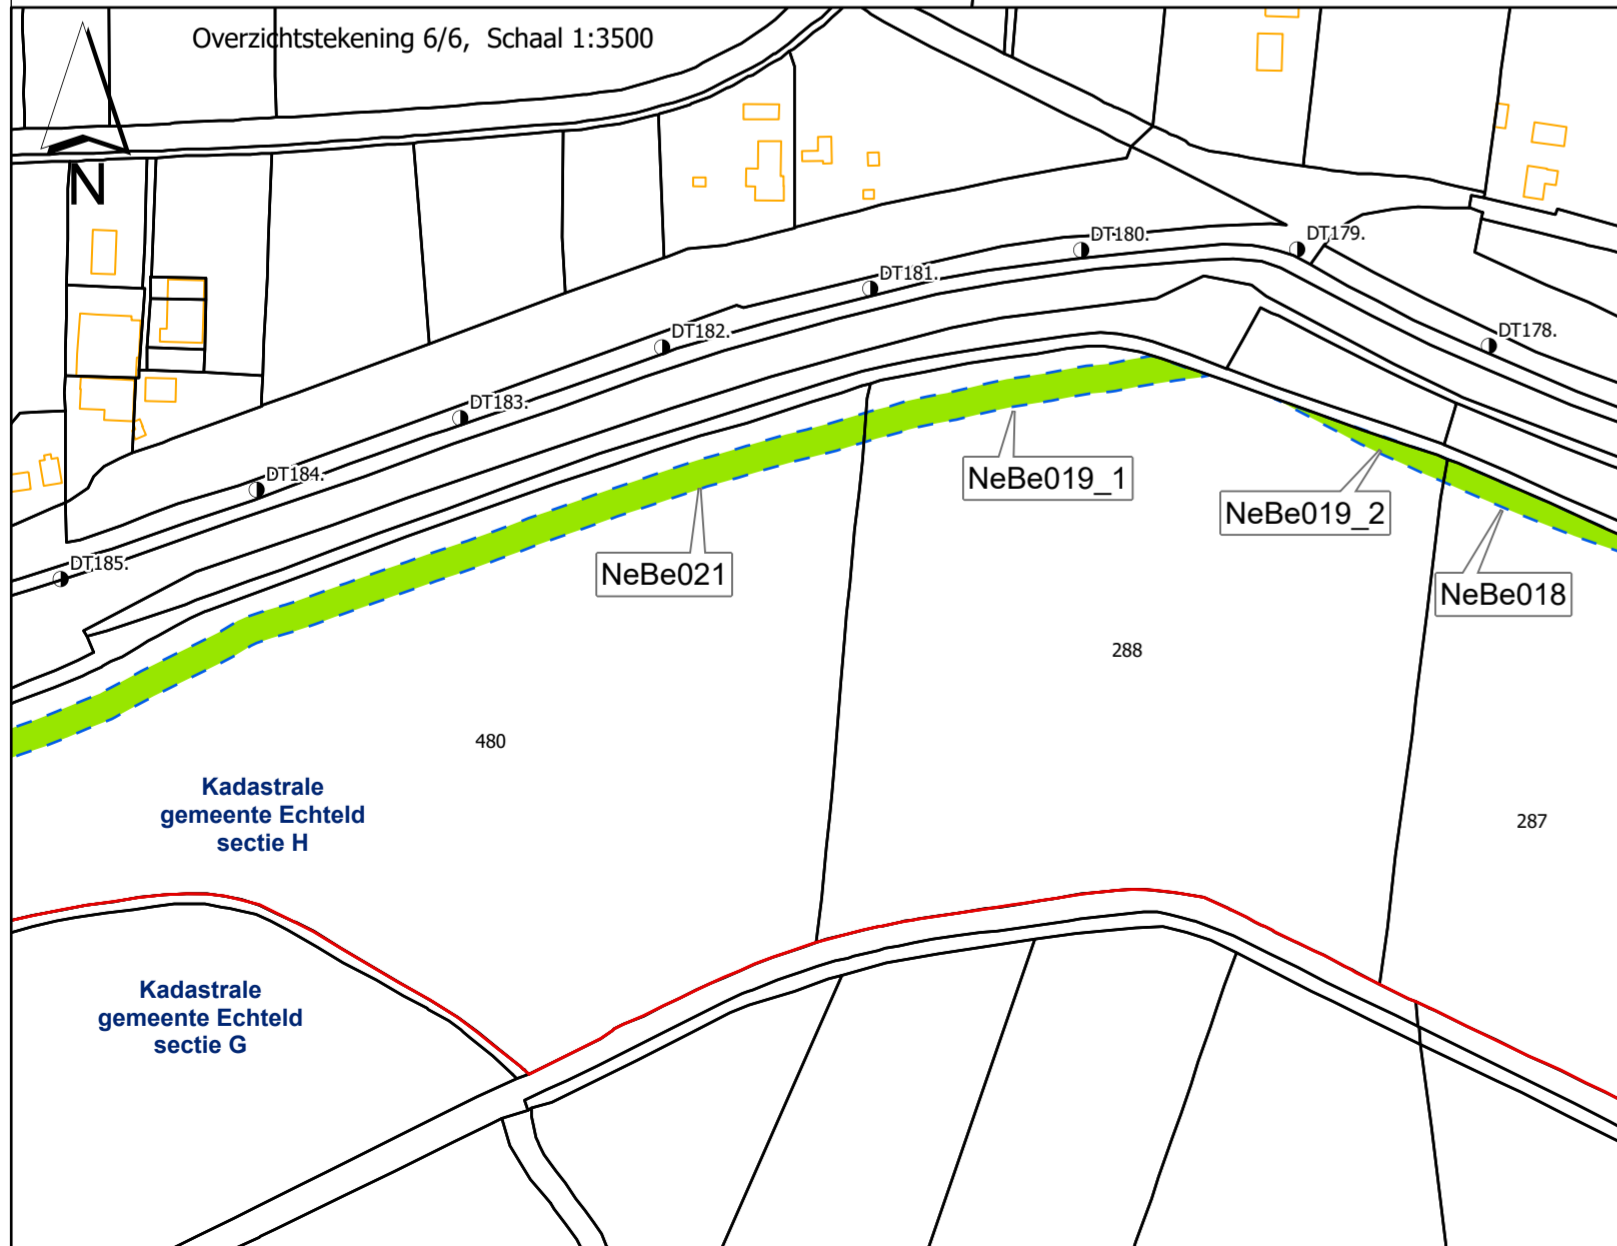 Overzichtstekening 6/6, Schaal 1:3500
N
DT180.
DT179.
DT181.
DT182.
DT178.
DT183.
DT184.
DT185.
NeBe019_1
NeBe019_2
NeBe021
NeBe018
288
480
287
Kadastrale
gemeente Echteld
sectie H
Kadastrale
gemeente Echteld
sectie G